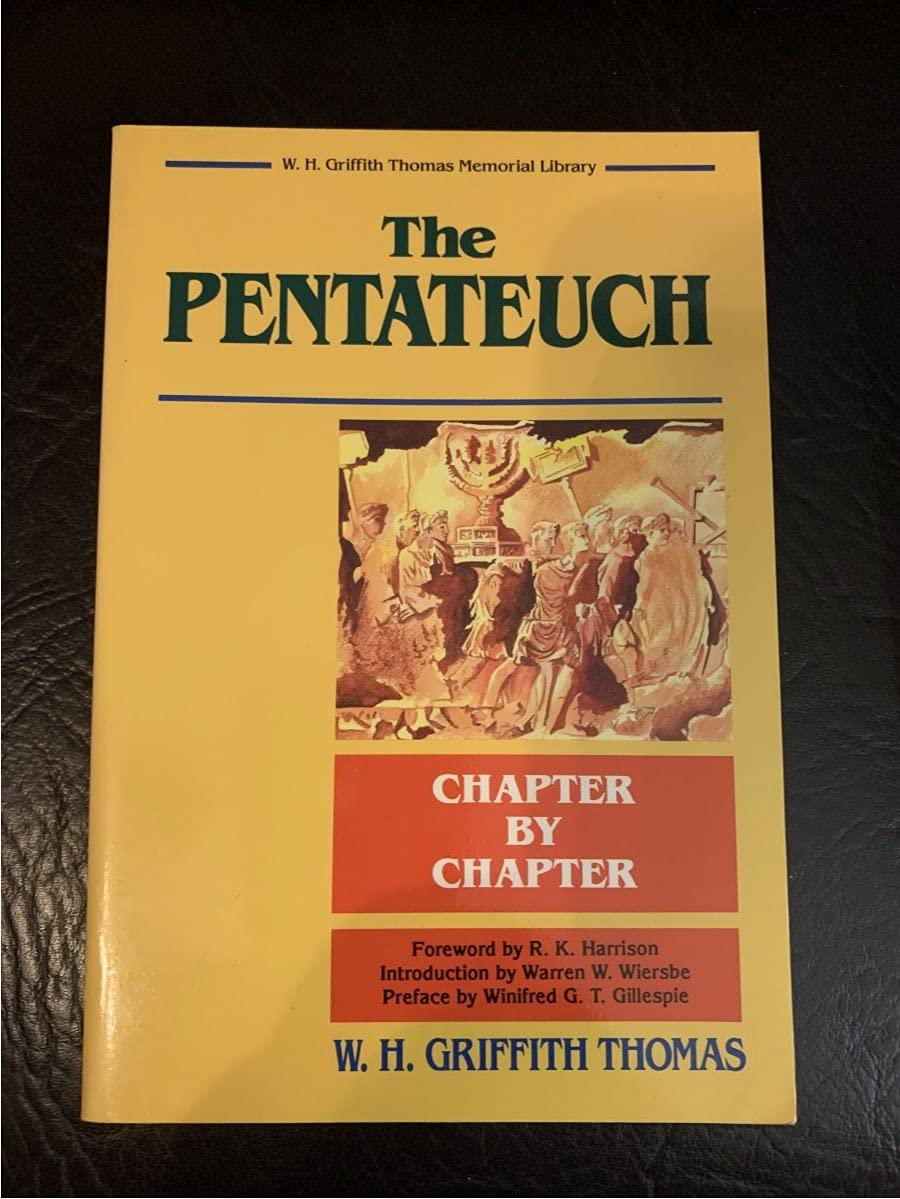 W. H. Griffith Thomas Memorial Library
The
PENTATEUCH
CHAPTER
BY
CHAPTER
Foreword by R. K. Harrison
Introduction by Warren W. Wiersbe
Preface by Winifred G. T. Gillespie
W. H. GRIFFITH THOMAS